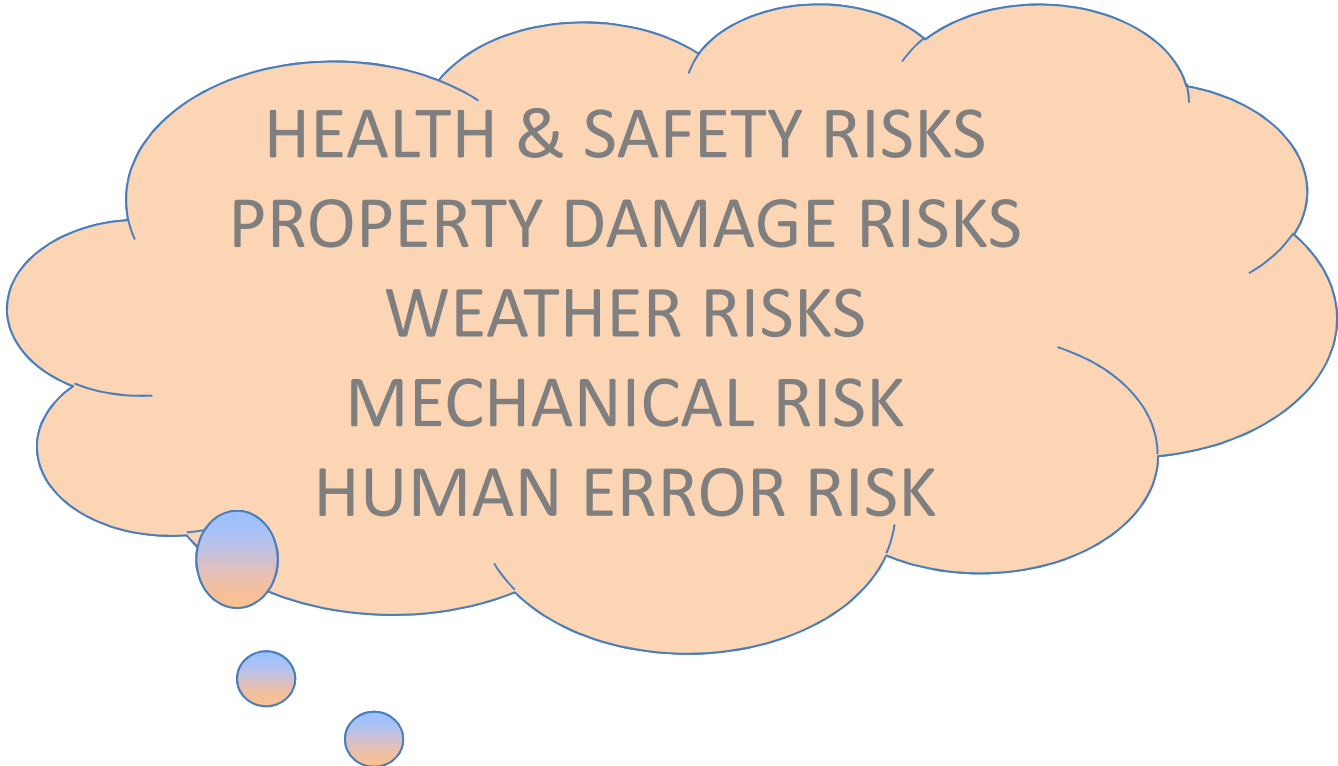 HEALTH & SAFETY RISKS
PROPERTY DAMAGE RISKS
WEATHER RISKS
MECHANICAL RISK
HUMAN ERROR RISK